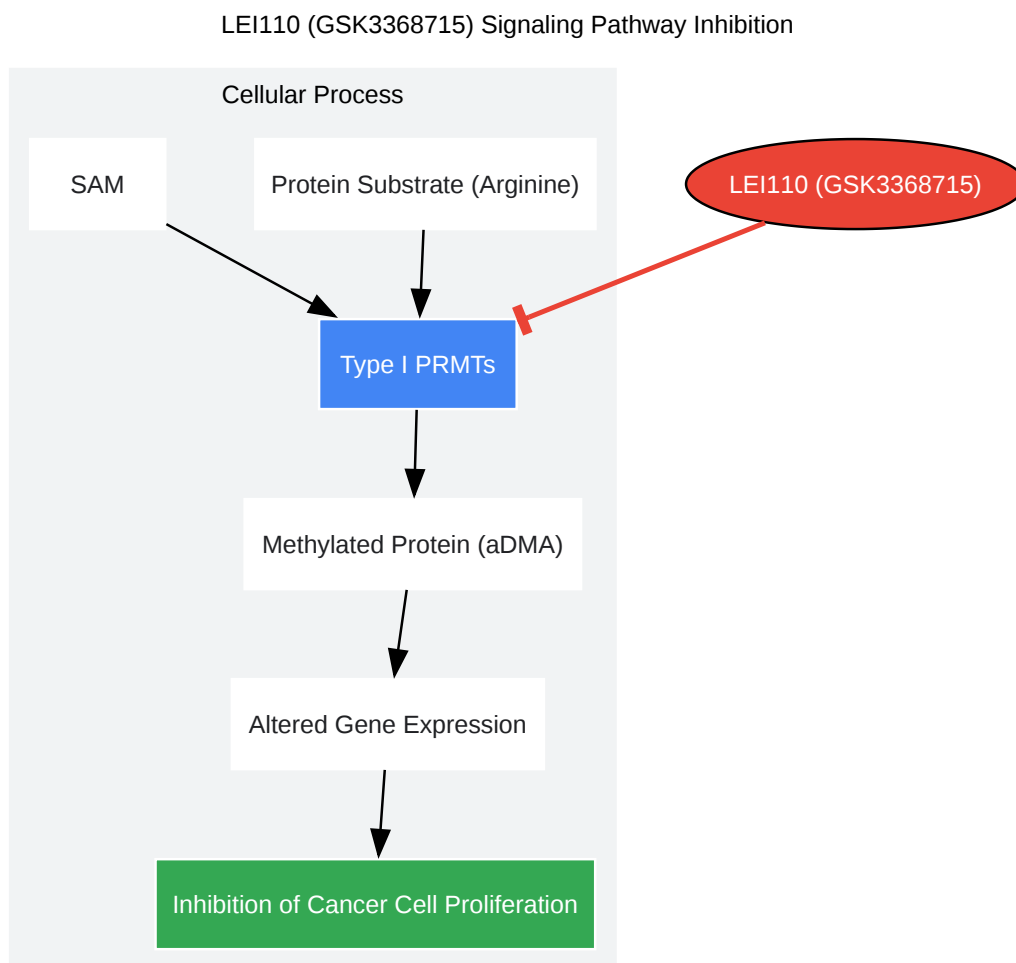 LEI110 (GSK3368715) Signaling Pathway Inhibition
Cellular Process
SAM
Protein Substrate (Arginine)
LEI110 (GSK3368715)
Type I PRMTs
Methylated Protein (aDMA)
Altered Gene Expression
Inhibition of Cancer Cell Proliferation